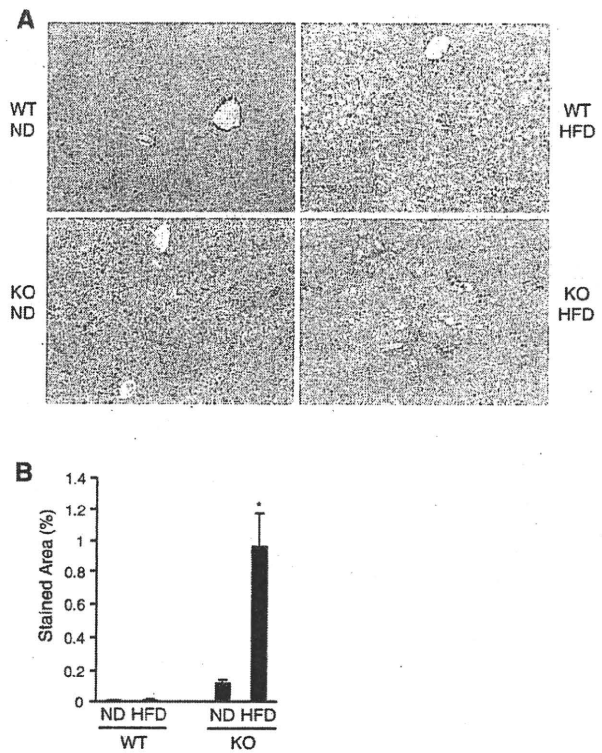 A
WT
ND
WT
HFD
KO
ND
KO
HFD
B
Stained Area (%)
1.4
1.2
1
0.8
0.6
0.4
0.2
0
*
ND HFD ND HFD
WT KO